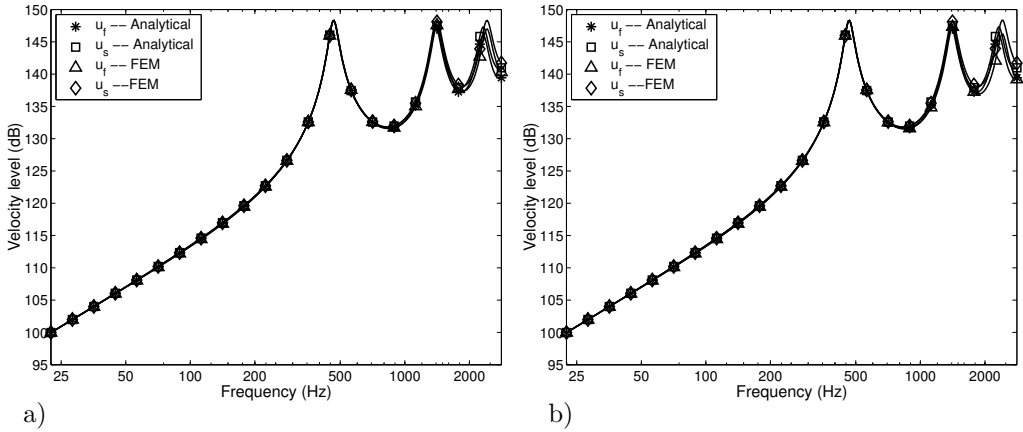 150
145
140
135
130
125
120
115
110
105
100
95
Velocity level (dB)
u_f −− Analytical
u_s −− Analytical
u_f −− FEM
u_s −−FEM
25 50 100 200 500 1000 2000
Frequency (Hz)
a)
150
145
140
135
130
125
120
115
110
105
100
95
Velocity level (dB)
u_f −− Analytical
u_s −− Analytical
u_f −− FEM
u_s −−FEM
25 50 100 200 500 1000 2000
Frequency (Hz)
b)